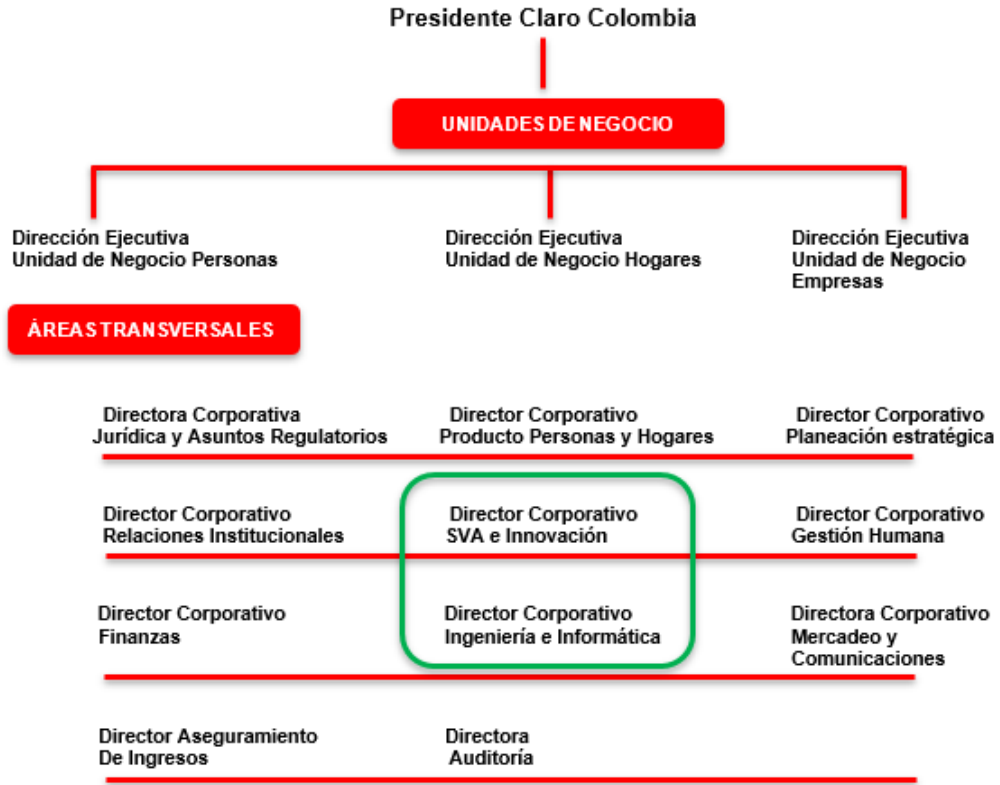 Presidente Claro Colombia
UNIDADES DE NEGOCIO
Dirección Ejecutiva
Unidad de Negocio Personas
Dirección Ejecutiva
Unidad de Negocio Hogares
Dirección Ejecutiva
Unidad de Negocio
Empresas
ÀREAS TRANSVERSALES
Directora Corporativa
Jurídica y Asuntos Regulatorios
Director Corporativo
Producto Personas y Hogares
Director Corporativo
Planeación estratégica
Director Corporativo
Relaciones Institucionales
Director Corporativo
SVA e Innovación
Director Corporativo
Gestión Humana
Director Corporativo
Finanzas
Director Corporativo
Ingeniería e Informática
Directora Corporativo
Mercadeo y
Comunicaciones
Director Aseguramiento
De Ingresos
Directora
Auditoría